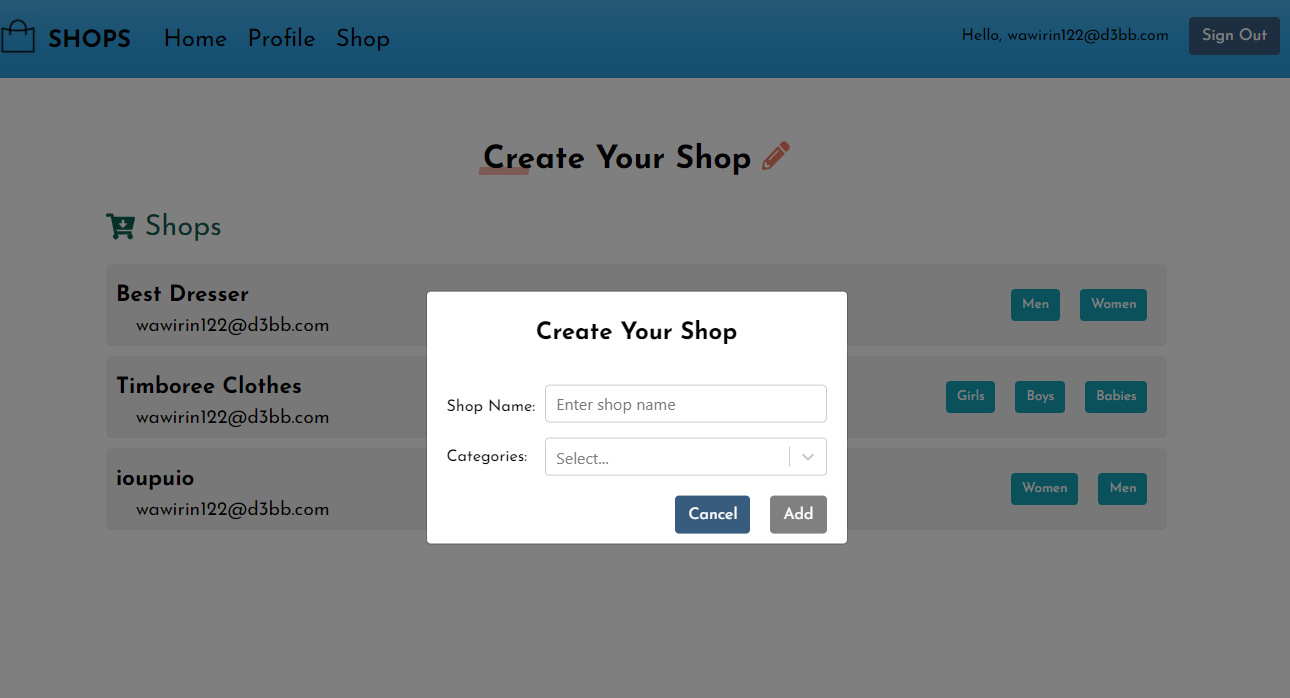 SHOPS Home Profile Shop Hello, wawirin122@d3bb.com Sign Out
Create Your Shop
Shops
Best Dresser
wawirin122@d3bb.com
Men Women
Timboree Clothes
wawirin122@d3bb.com
Girls Boys Babies
ioupuio
wawirin122@d3bb.com
Women Men
Create Your Shop
Shop Name: Enter shop name
Categories: Select...
Cancel Add